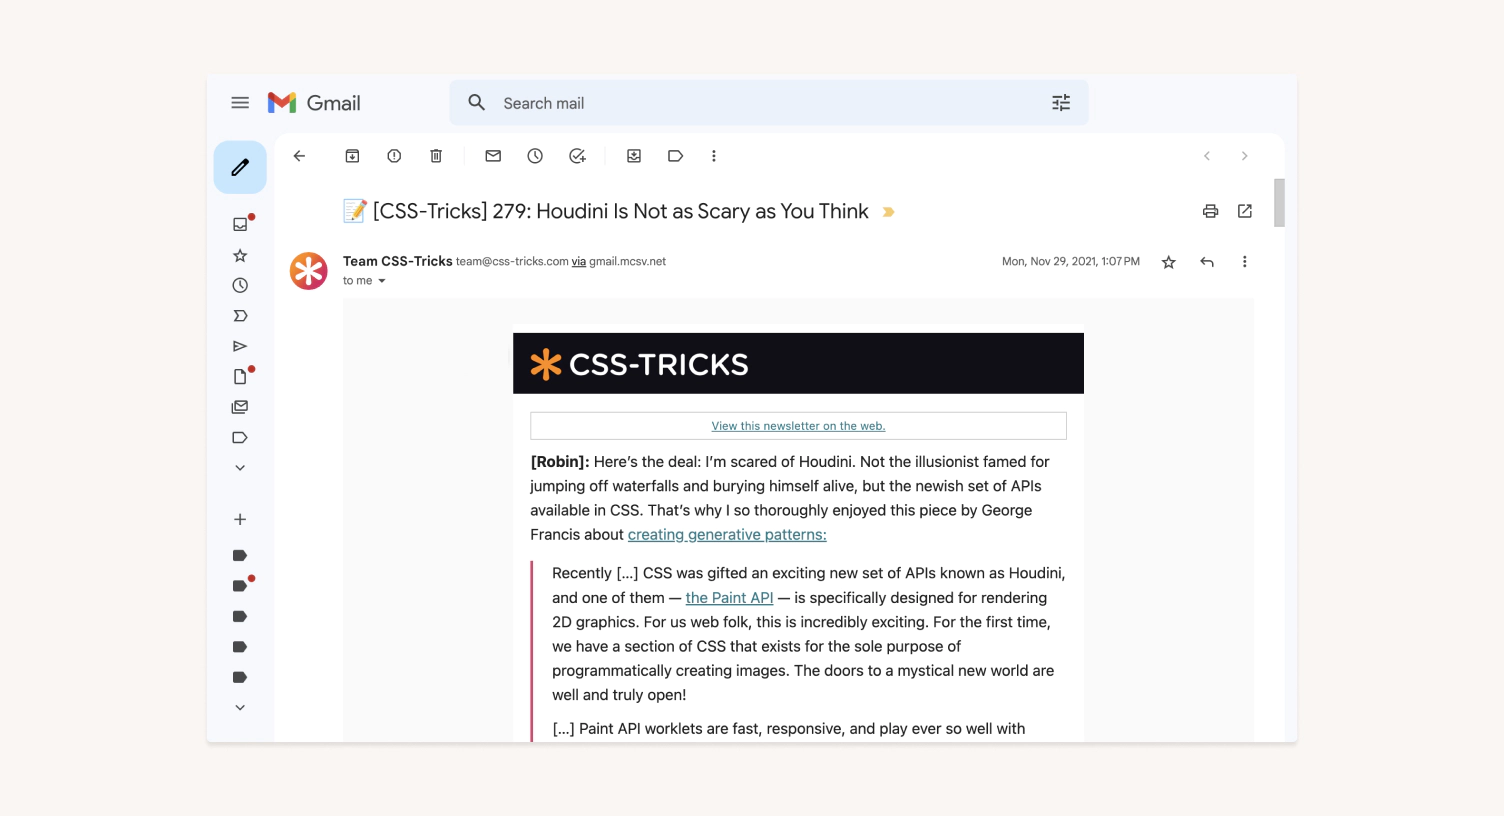 Gmail
Search mail
📝 [CSS-Tricks] 279: Houdini Is Not as Scary as You Think
Team CSS-Tricks team@css-tricks.com via gmail.mcsv.net
Mon, Nov 29, 2021, 1:07 PM
to me
CSS-TRICKS
View this newsletter on the web.
[Robin]: Here’s the deal: I’m scared of Houdini. Not the illusionist famed for
jumping off waterfalls and burying himself alive, but the newish set of APIs
available in CSS. That’s why I so thoroughly enjoyed this piece by George
Francis about creating generative patterns:
Recently [...] CSS was gifted an exciting new set of APIs known as Houdini,
and one of them — the Paint API — is specifically designed for rendering
2D graphics. For us web folk, this is incredibly exciting. For the first time,
we have a section of CSS that exists for the sole purpose of
programmatically creating images. The doors to a mystical new world are
well and truly open!
[...] Paint API worklets are fast, responsive, and play ever so well with